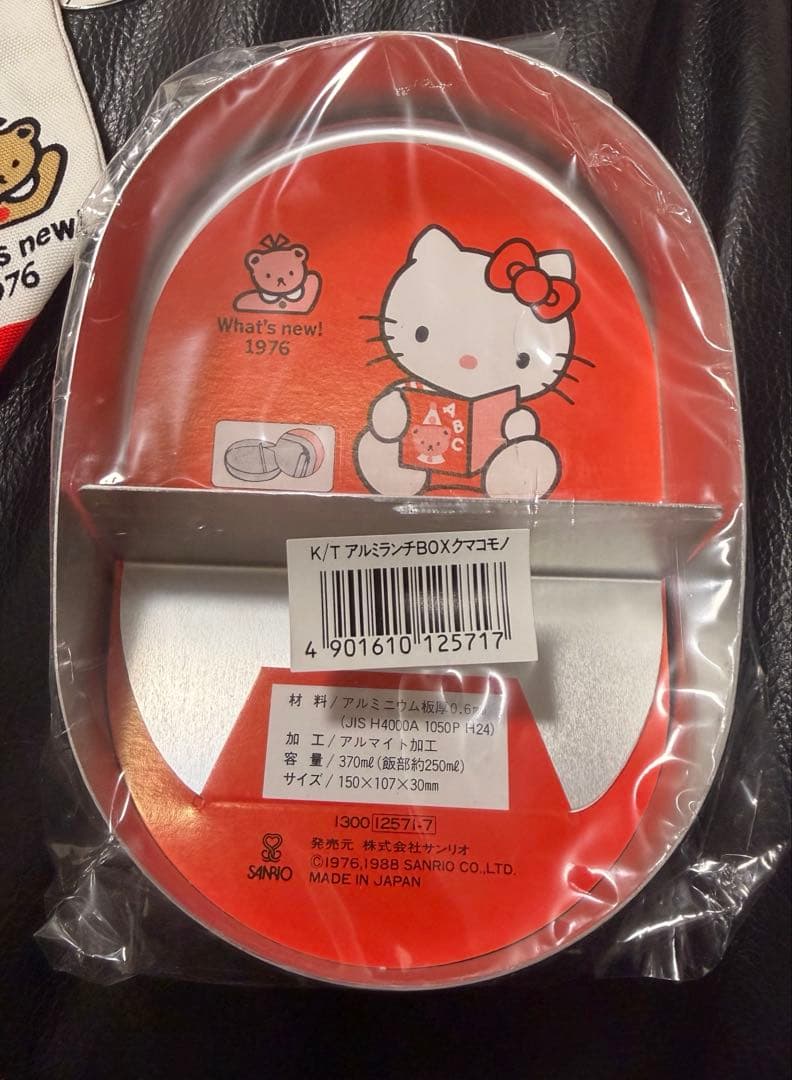 s new!
976
What's new!
1976
A
B
C
K/T アルミランチBOXクマコモノ
4 901610 125717
材 料/アルミニウム板厚0.6mm
(JIS H4000A 1050P H24)
加 工/アルマイト加工
容 量/370mℓ(飯部約250mℓ)
サイズ/150×107×30mm
1300 12571-7
発売元 株式会社サンリオ
SANRIO
©1976,1988 SANRIO CO.,LTD.
MADE IN JAPAN